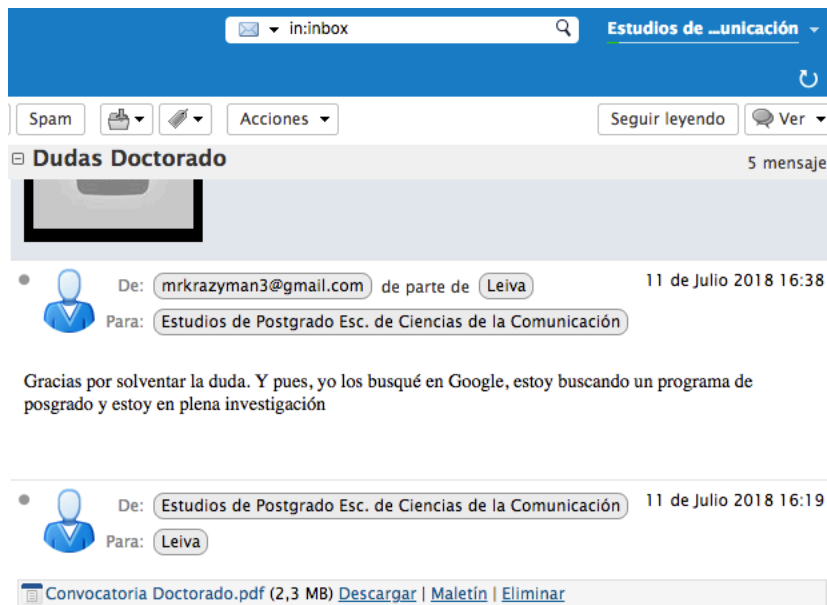 in:inbox
Estudios de ...unicación
Spam
Acciones
Seguir leyendo
Ver
Dudas Doctorado
5 mensaje
De: mrkrazyman3@gmail.com de parte de Leiva
11 de Julio 2018 16:38
Para: Estudios de Postgrado Esc. de Ciencias de la Comunicación
Gracias por solventar la duda. Y pues, yo los busqué en Google, estoy buscando un programa de
posgrado y estoy en plena investigación
De: Estudios de Postgrado Esc. de Ciencias de la Comunicación
11 de Julio 2018 16:19
Para: Leiva
Convocatoria Doctorado.pdf (2,3 MB) Descargar | Maletín | Eliminar